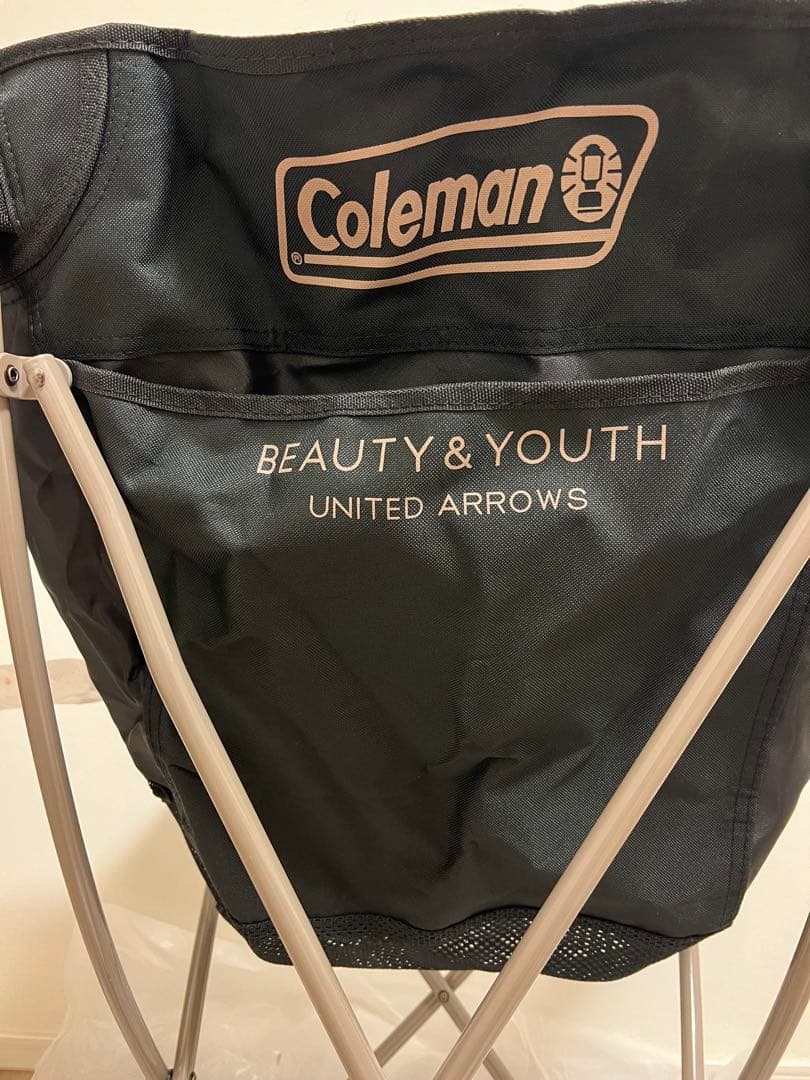 Coleman
®
BEAUTY & YOUTH
UNITED ARROWS